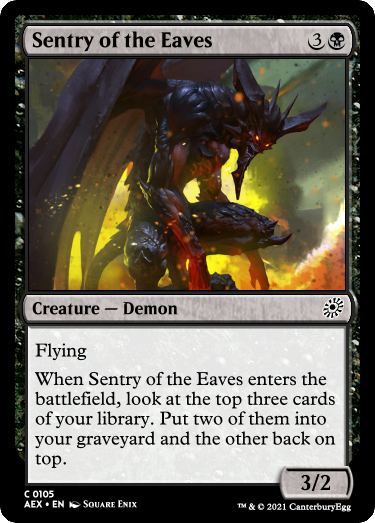 Sentry of the Eaves 3
Creature — Demon
Flying
When Sentry of the Eaves enters the
battlefield, look at the top three cards
of your library. Put two of them into
your graveyard and the other back on
top.
3/2
C 0105
AEX • EN Square Enix
™ & © 2021 CanterburyEgg